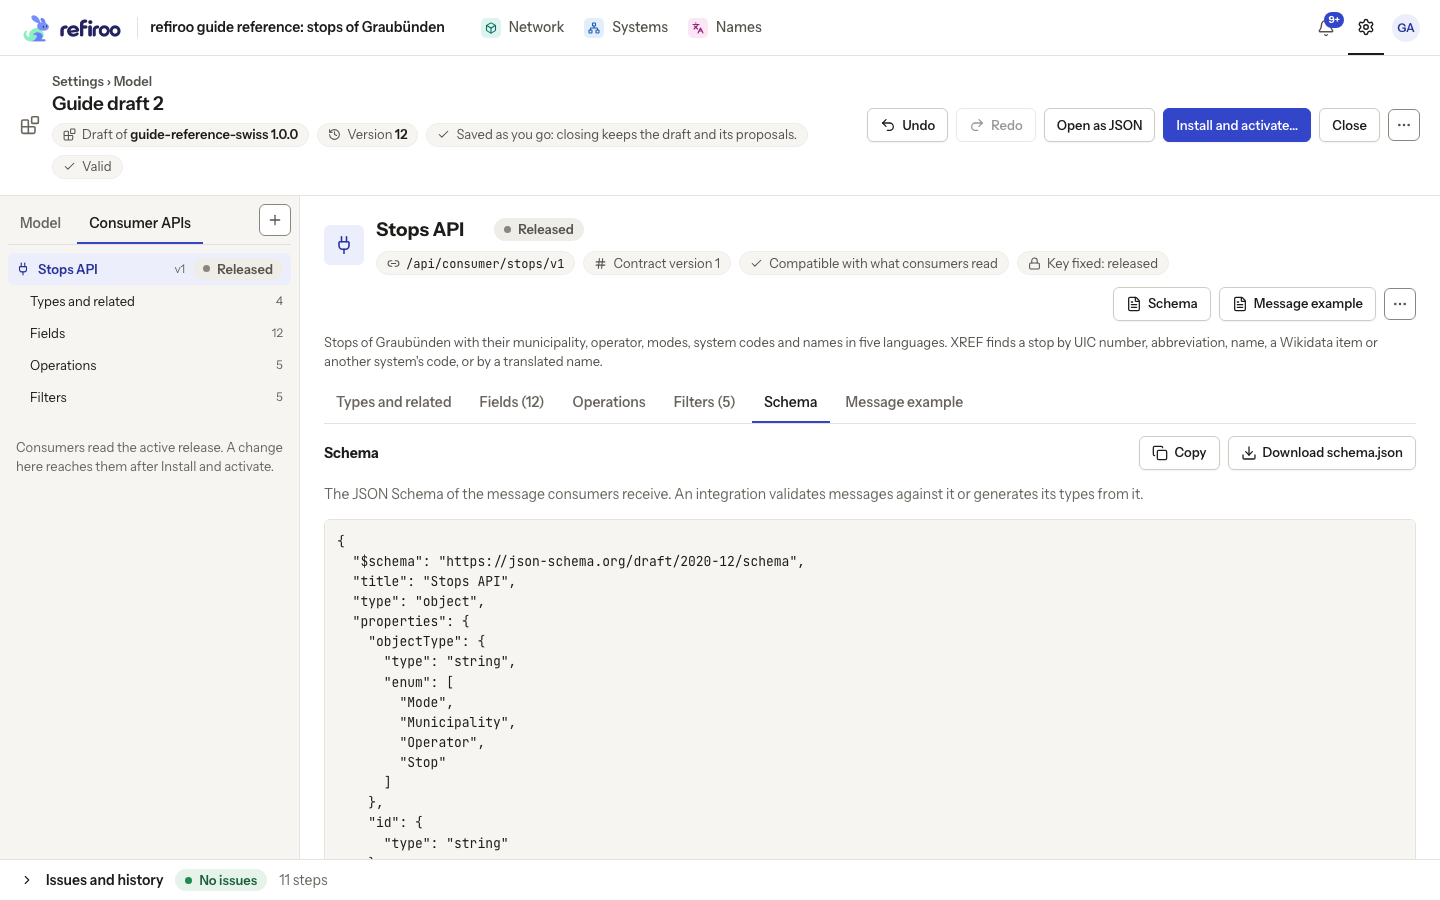 refiroo
refiroo guide reference: stops of Graubünden
Network
Systems
Names
9+
GA
Settings › Model
Guide draft 2
Draft of guide-reference-swiss 1.0.0
Version 12
Saved as you go: closing keeps the draft and its proposals.
Valid
Undo
Redo
Open as JSON
Install and activate...
Close
Model
Consumer APIs
Stops API
v1
Released
Types and related
4
Fields
12
Operations
5
Filters
5
Consumers read the active release. A change
here reaches them after Install and activate.
Stops API
Released
/api/consumer/stops/v1
Contract version 1
Compatible with what consumers read
Key fixed: released
Schema
Message example
Stops of Graubünden with their municipality, operator, modes, system codes and names in five languages. XREF finds a stop by UIC number, abbreviation, name, a Wikidata item or
another system's code, or by a translated name.
Types and related
Fields (12)
Operations
Filters (5)
Schema
Message example
Schema
Copy
Download schema.json
The JSON Schema of the message consumers receive. An integration validates messages against it or generates its types from it.
{
"$schema": "https://json-schema.org/draft/2020-12/schema",
"title": "Stops API",
"type": "object",
"properties": {
"objectType": {
"type": "string",
"enum": [
"Mode",
"Municipality",
"Operator",
"Stop"
]
},
"id": {
"type": "string"
Issues and history
No issues
11 steps